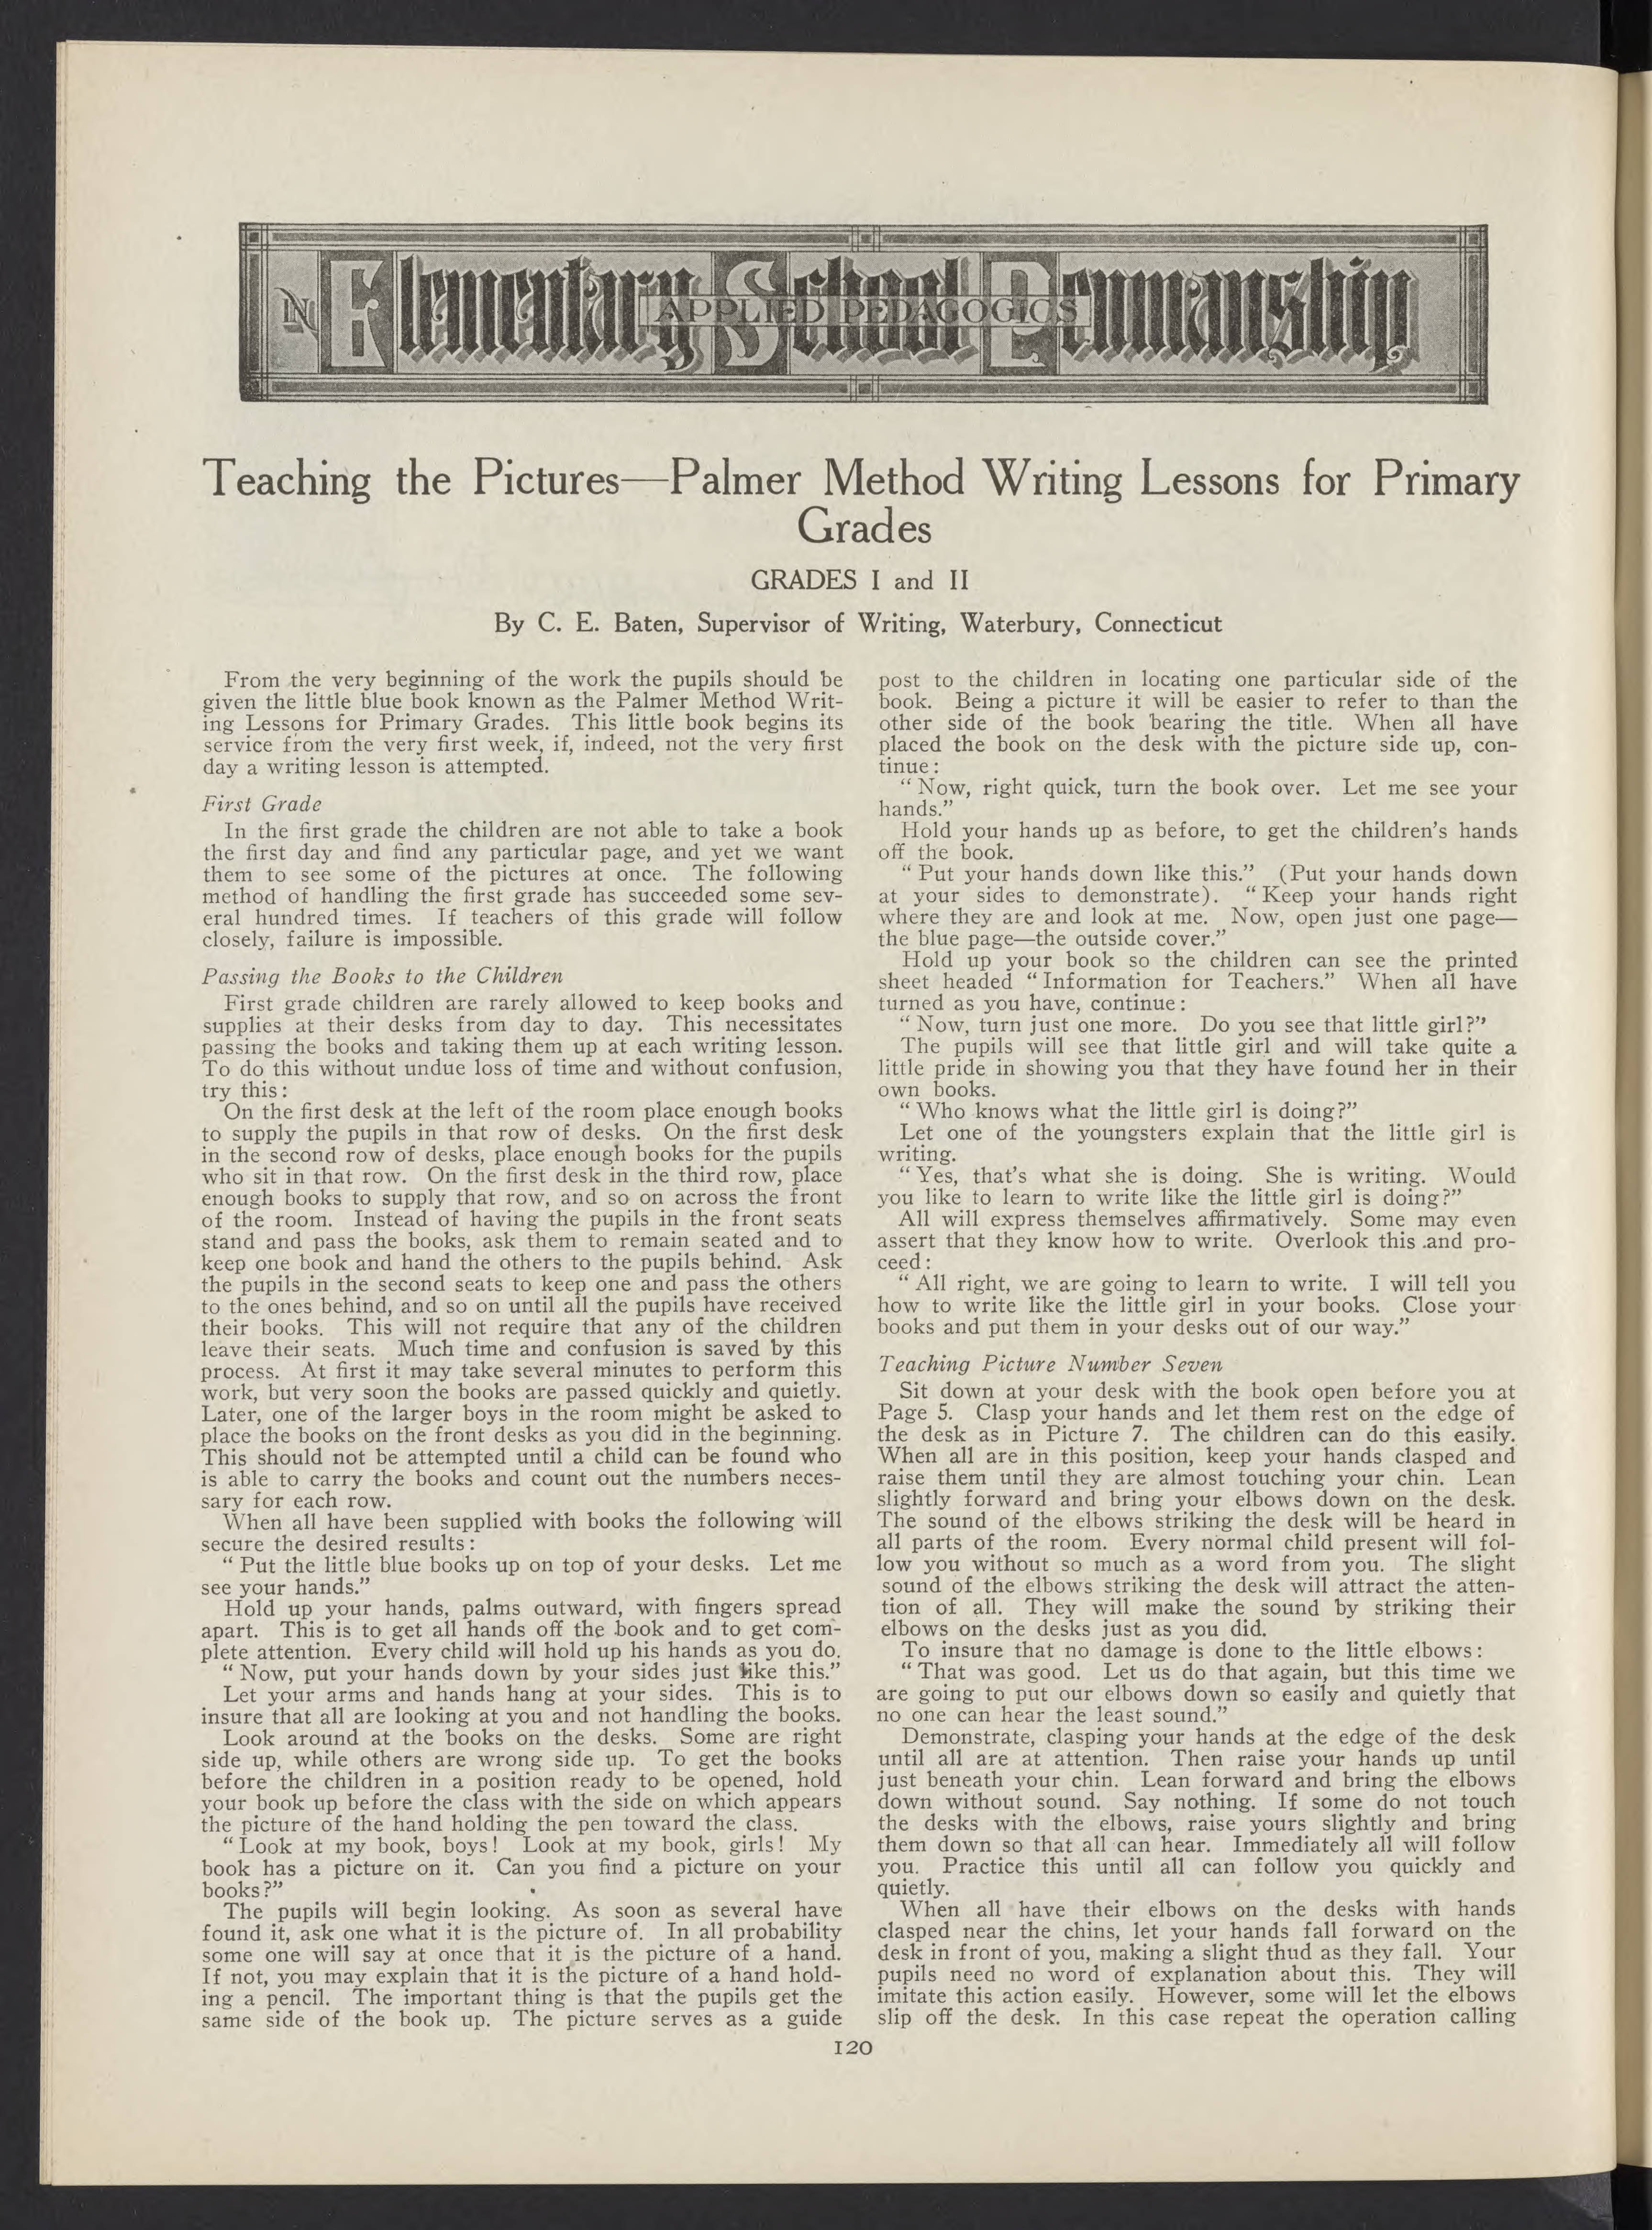 APPLIED PEDAGOGICS
IN Elementary School Penmanship
Teaching the Pictures—Palmer Method Writing Lessons for Primary
Grades
GRADES I and II
By C. E. Baten, Supervisor of Writing, Waterbury, Connecticut
From the very beginning of the work the pupils should be
given the little blue book known as the Palmer Method Writ-
ing Lessons for Primary Grades. This little book begins its
service from the very first week, if, indeed, not the very first
day a writing lesson is attempted.
First Grade
In the first grade the children are not able to take a book
the first day and find any particular page, and yet we want
them to see some of the pictures at once. The following
method of handling the first grade has succeeded some sev-
eral hundred times. If teachers of this grade will follow
closely, failure is impossible.
Passing the Books to the Children
First grade children are rarely allowed to keep books and
supplies at their desks from day to day. This necessitates
passing the books and taking them up at each writing lesson.
To do this without undue loss of time and without confusion,
try this:
On the first desk at the left of the room place enough books
to supply the pupils in that row of desks. On the first desk
in the second row of desks, place enough books for the pupils
who sit in that row. On the first desk in the third row, place
enough books to supply that row, and so on across the front
of the room. Instead of having the pupils in the front seats
stand and pass the books, ask them to remain seated and to
keep one book and hand the others to the pupils behind. Ask
the pupils in the second seats to keep one and pass the others
to the ones behind, and so on until all the pupils have received
their books. This will not require that any of the children
leave their seats. Much time and confusion is saved by this
process. At first it may take several minutes to perform this
work, but very soon the books are passed quickly and quietly.
Later, one of the larger boys in the room might be asked to
place the books on the front desks as you did in the beginning.
This should not be attempted until a child can be found who
is able to carry the books and count out the numbers neces-
sary for each row.
When all have been supplied with books the following will
secure the desired results:
“ Put the little blue books up on top of your desks. Let me
see your hands.”
Hold up your hands, palms outward, with fingers spread
apart. This is to get all hands off the book and to get com-
plete attention. Every child will hold up his hands as you do.
“ Now, put your hands down by your sides just like this.”
Let your arms and hands hang at your sides. This is to
insure that all are looking at you and not handling the books.
Look around at the books on the desks. Some are right
side up, while others are wrong side up. To get the books
before the children in a position ready to be opened, hold
your book up before the class with the side on which appears
the picture of the hand holding the pen toward the class.
“ Look at my book, boys! Look at my book, girls! My
book has a picture on it. Can you find a picture on your
books?”
The pupils will begin looking. As soon as several have
found it, ask one what it is the picture of. In all probability
some one will say at once that it is the picture of a hand.
If not, you may explain that it is the picture of a hand hold-
ing a pencil. The important thing is that the pupils get the
same side of the book up. The picture serves as a guide
post to the children in locating one particular side of the
book. Being a picture it will be easier to refer to than the
other side of the book bearing the title. When all have
placed the book on the desk with the picture side up, con-
tinue:
“ Now, right quick, turn the book over. Let me see your
hands.”
Hold your hands up as before, to get the children’s hands
off the book.
“ Put your hands down like this.” (Put your hands down
at your sides to demonstrate). “ Keep your hands right
where they are and look at me. Now, open just one page—
the blue page—the outside cover.”
Hold up your book so the children can see the printed
sheet headed “ Information for Teachers.” When all have
turned as you have, continue:
“ Now, turn just one more. Do you see that little girl?”
The pupils will see that little girl and will take quite a
little pride in showing you that they have found her in their
own books.
“ Who knows what the little girl is doing?”
Let one of the youngsters explain that the little girl is
writing.
“ Yes, that’s what she is doing. She is writing. Would
you like to learn to write like the little girl is doing?”
All will express themselves affirmatively. Some may even
assert that they know how to write. Overlook this and pro-
ceed:
“ All right, we are going to learn to write. I will tell you
how to write like the little girl in your books. Close your
books and put them in your desks out of our way.”
Teaching Picture Number Seven
Sit down at your desk with the book open before you at
Page 5. Clasp your hands and let them rest on the edge of
the desk as in Picture 7. The children can do this easily.
When all are in this position, keep your hands clasped and
raise them until they are almost touching your chin. Lean
slightly forward and bring your elbows down on the desk.
The sound of the elbows striking the desk will be heard in
all parts of the room. Every normal child present will fol-
low you without so much as a word from you. The slight
sound of the elbows striking the desk will attract the atten-
tion of all. They will make the sound by striking their
elbows on the desks just as you did.
To insure that no damage is done to the little elbows:
“ That was good. Let us do that again, but this time we
are going to put our elbows down so easily and quietly that
no one can hear the least sound.”
Demonstrate, clasping your hands at the edge of the desk
until all are at attention. Then raise your hands up until
just beneath your chin. Lean forward and bring the elbows
down without sound. Say nothing. If some do not touch
the desks with the elbows, raise yours slightly and bring
them down so that all can hear. Immediately all will follow
you. Practice this until all can follow you quickly and
quietly.
When all have their elbows on the desks with hands
clasped near the chins, let your hands fall forward on the
desk in front of you, making a slight thud as they fall. Your
pupils need no word of explanation about this. They will
imitate this action easily. However, some will let the elbows
slip off the desk. In this case repeat the operation calling
120